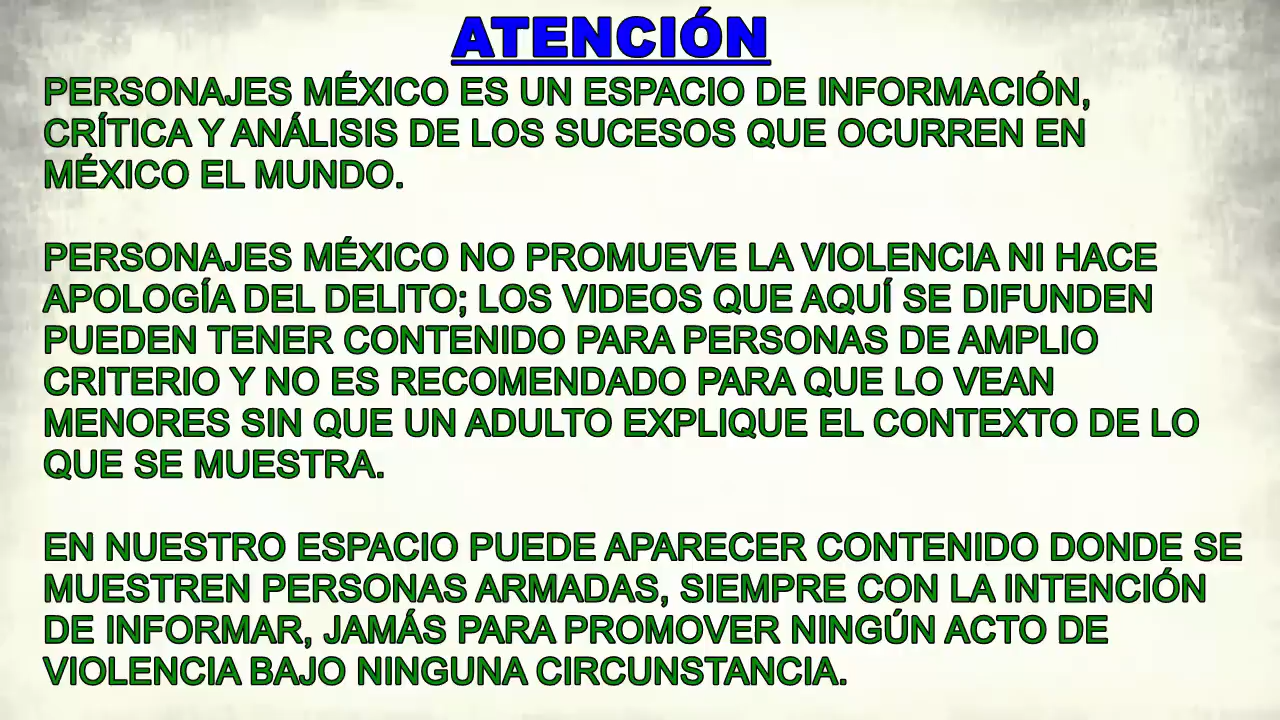 ATENCIÓN
PERSONAJES MÉXICO ES UN ESPACIO DE INFORMACIÓN,
CRÍTICA Y ANÁLISIS DE LOS SUCESOS QUE OCURREN EN
MÉXICO EL MUNDO.
PERSONAJES MÉXICO NO PROMUEVE LA VIOLENCIA NI HACE
APOLOGÍA DEL DELITO; LOS VIDEOS QUE AQUÍ SE DIFUNDEN
PUEDEN TENER CONTENIDO PARA PERSONAS DE AMPLIO
CRITERIO Y NO ES RECOMENDADO PARA QUE LO VEAN
MENORES SIN QUE UN ADULTO EXPLIQUE EL CONTEXTO DE LO
QUE SE MUESTRA.
EN NUESTRO ESPACIO PUEDE APARECER CONTENIDO DONDE SE
MUESTREN PERSONAS ARMADAS, SIEMPRE CON LA INTENCIÓN
DE INFORMAR, JAMÁS PARA PROMOVER NINGÚN ACTO DE
VIOLENCIA BAJO NINGUNA CIRCUNSTANCIA.